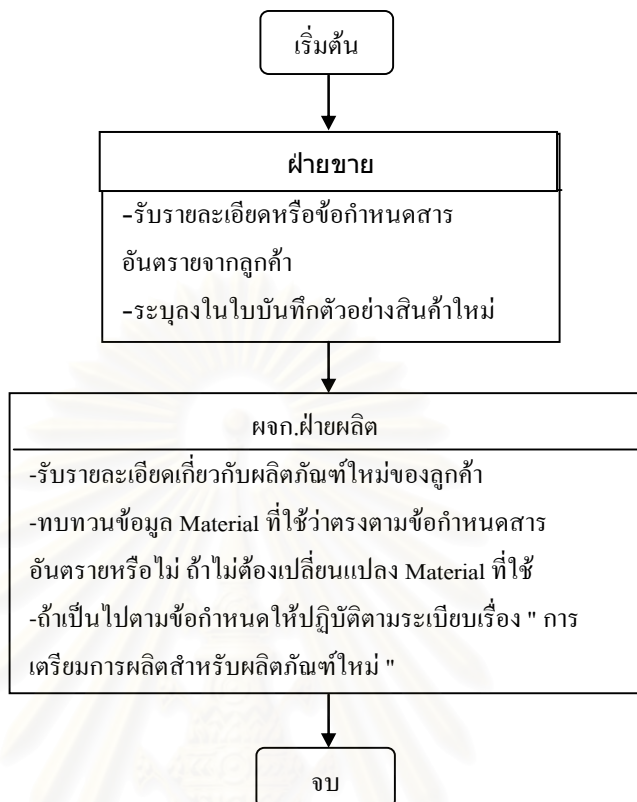 เริ่มต้น
ฝ่ายขาย
-รับรายละเอียดหรือข้อกำหนดสาร
อันตรายจากลูกค้า
-ระบุลงในใบบันทึกตัวอย่างสินค้าใหม่
ผจก.ฝ่ายผลิต
-รับรายละเอียดเกี่ยวกับผลิตภัณฑ์ใหม่ของลูกค้า
-ทบทวนข้อมูล Material ที่ใช้ว่าตรงตามข้อกำหนดสาร
อันตรายหรือไม่ ถ้าไม่ต้องเปลี่ยนแปลง Material ที่ใช้
-ถ้าเป็นไปตามข้อกำหนดให้ปฏิบัติตามระเบียบเรื่อง " การ
เตรียมการผลิตสำหรับผลิตภัณฑ์ใหม่ "
จบ